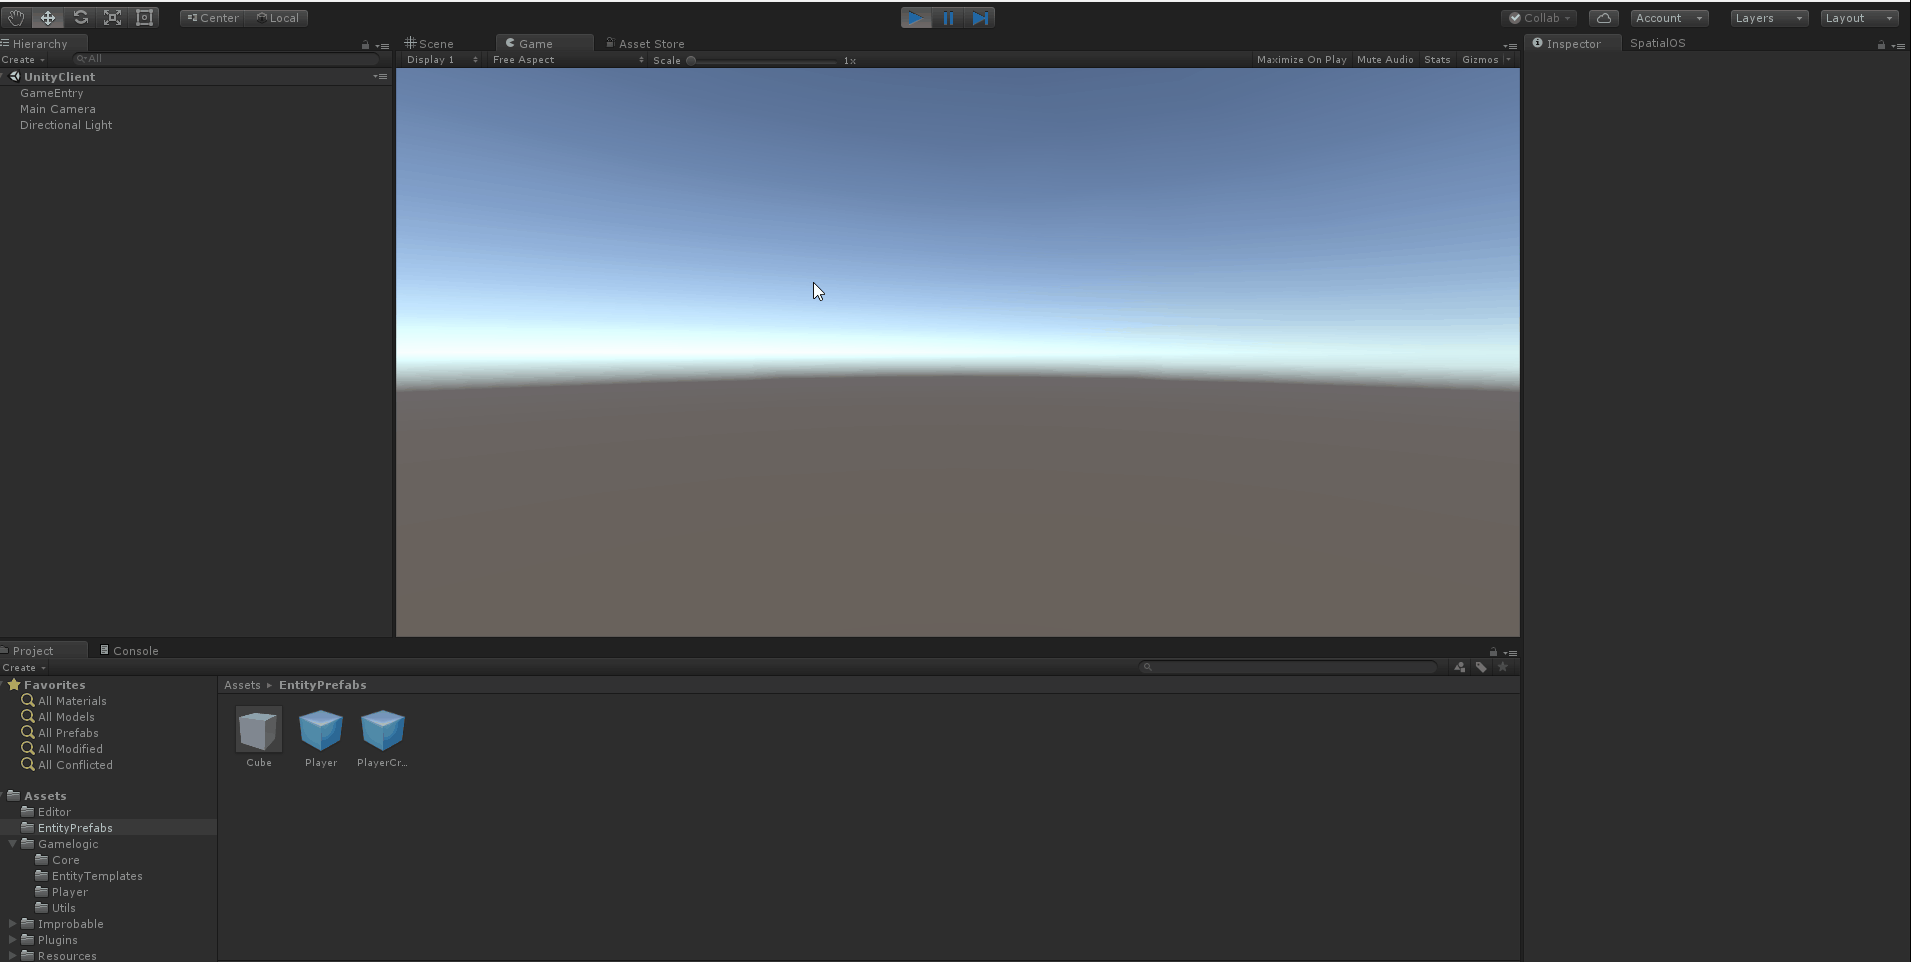 Center Local Collab Account Layers Layout
Hierarchy
Create All
UnityClient
GameEntry
Main Camera
Directional Light
Scene Game Asset Store
Display 1 Free Aspect Scale 1x Maximize On Play Mute Audio Stats Gizmos
Inspector SpatialOS
Project Console
Create
Favorites
All Materials
All Models
All Prefabs
All Modified
All Conflicted
Assets
Editor
EntityPrefabs
Gamelogic
Core
EntityTemplates
Player
Utils
Improbable
Plugins
Resources
Assets ▸ EntityPrefabs
Cube Player PlayerCr...